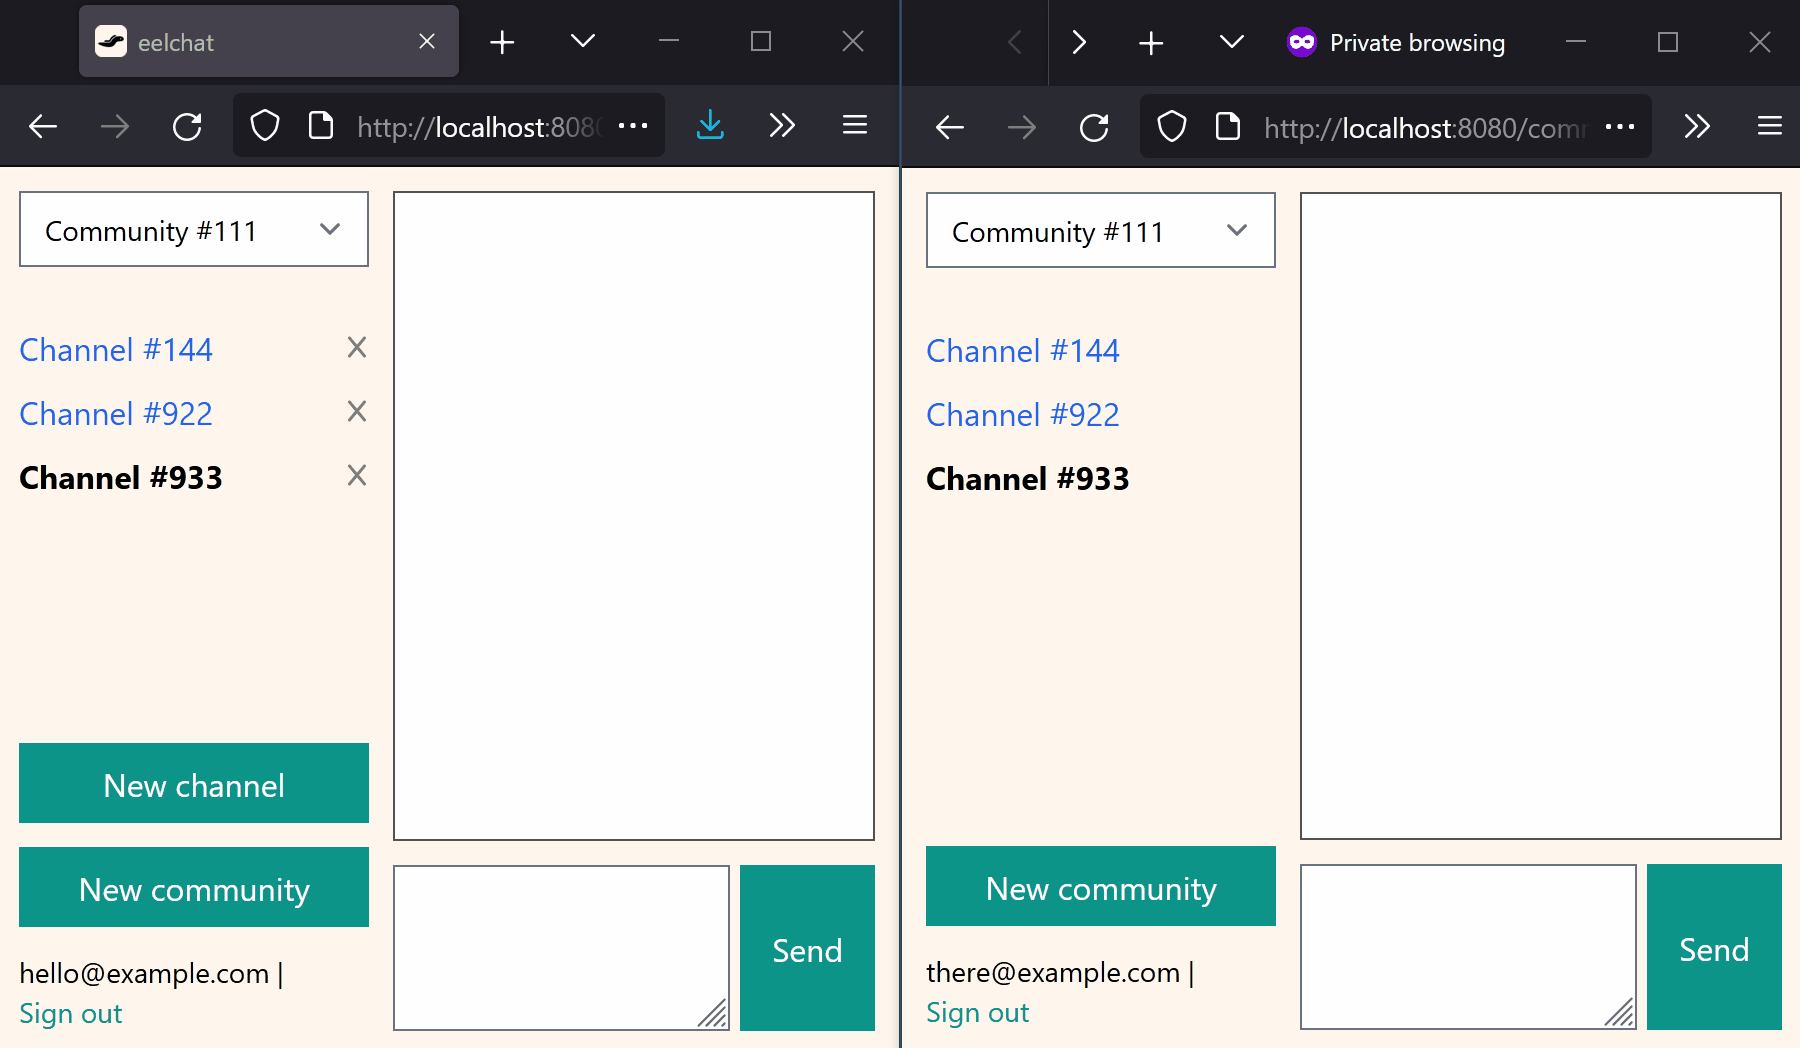 eelchat
http://localhost:808
Community #111
Channel #144
Channel #922
Channel #933
New channel
New community
hello@example.com |
Sign out
Send
Private browsing
http://localhost:8080/com
Community #111
Channel #144
Channel #922
Channel #933
New community
there@example.com |
Sign out
Send